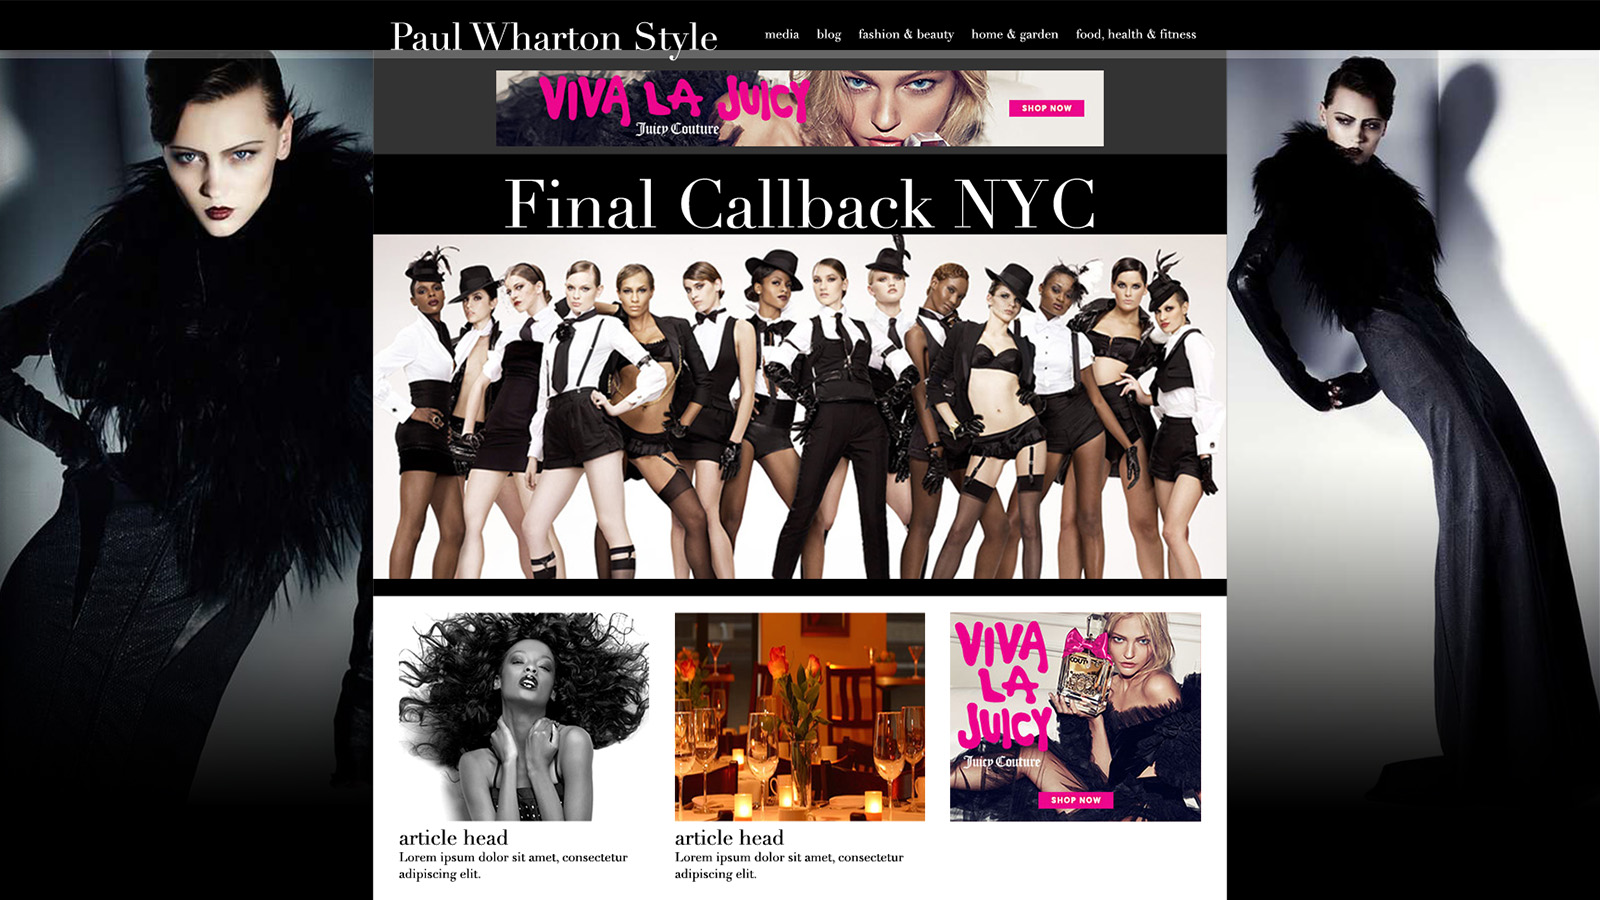 Paul Wharton Style
media blog fashion & beauty home & garden food, health & fitness
VIVA LA JUICY
Juicy Couture
SHOP NOW
Final Callback NYC
article head
Lorem ipsum dolor sit amet, consectetur
adipiscing elit.
article head
Lorem ipsum dolor sit amet, consectetur
adipiscing elit.
VIVA
LA
JUICY
Juicy Couture
SHOP NOW